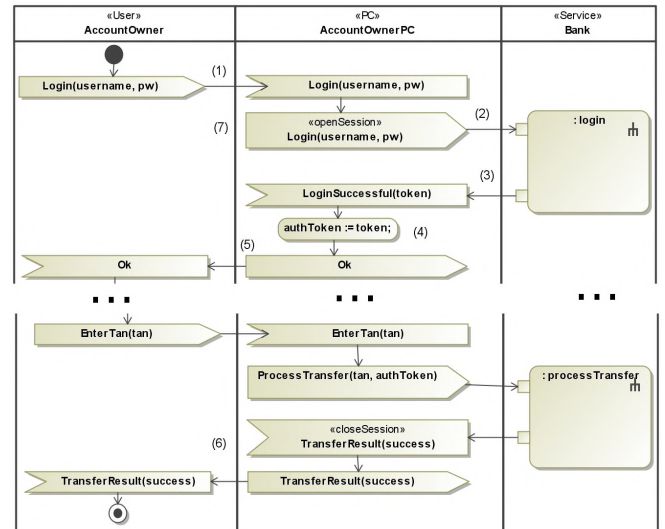 «User»
AccountOwner
«PC»
AccountOwnerPC
«Service»
Bank
Login(username, pw)
(1)
Login(username, pw)
(7)
«openSession»
Login(username, pw)
(2)
: login
(3)
LoginSuccessful(token)
authToken := token;
(4)
Ok
(5)
Ok
EnterTan(tan)
EnterTan(tan)
ProcessTransfer(tan, authToken)
: processTransfer
«closeSession»
TransferResult(success)
(6)
TransferResult(success)
TransferResult(success)